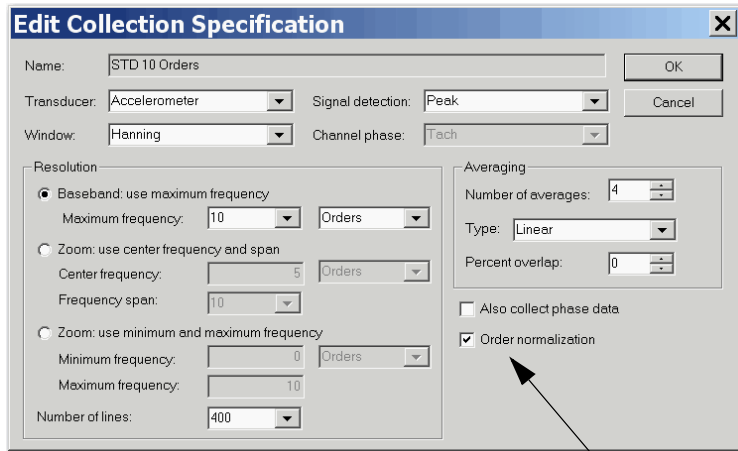 Edit Collection Specification
Name: STD 10 Orders
OK
Transducer: Accelerometer Signal detection: Peak
Cancel
Window: Hanning Channel phase: Tach
Resolution
Baseband: use maximum frequency
Maximum frequency: 10 Orders
Zoom: use center frequency and span
Center frequency: 5 Orders
Frequency span: 10
Zoom: use minimum and maximum frequency
Minimum frequency: 0 Orders
Maximum frequency: 10
Number of lines: 400
Averaging
Number of averages: 4
Type: Linear
Percent overlap: 0
Also collect phase data
Order normalization